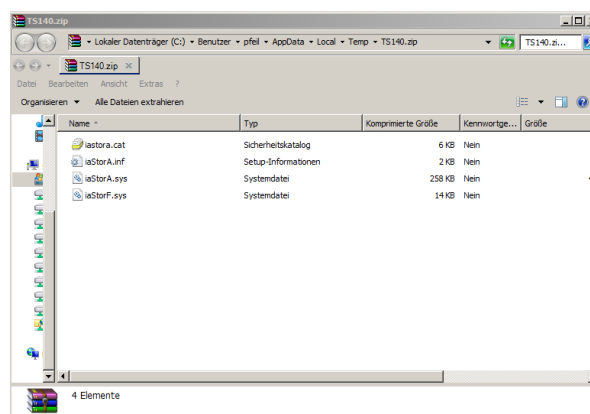 TS140.zip
Lokaler Datenträger (C:) Benutzer pfeil AppData Local Temp TS140.zip TS140.zi...
TS140.zip
Datei Bearbeiten Ansicht Extras ?
Organisieren Alle Dateien extrahieren
Name Typ Komprimierte Größe Kennwortge... Größe
iastora.cat Sicherheitskatalog 6 KB Nein
iaStorA.inf Setup-Informationen 2 KB Nein
iaStorA.sys Systemdatei 258 KB Nein
iaStorF.sys Systemdatei 14 KB Nein
4 Elemente